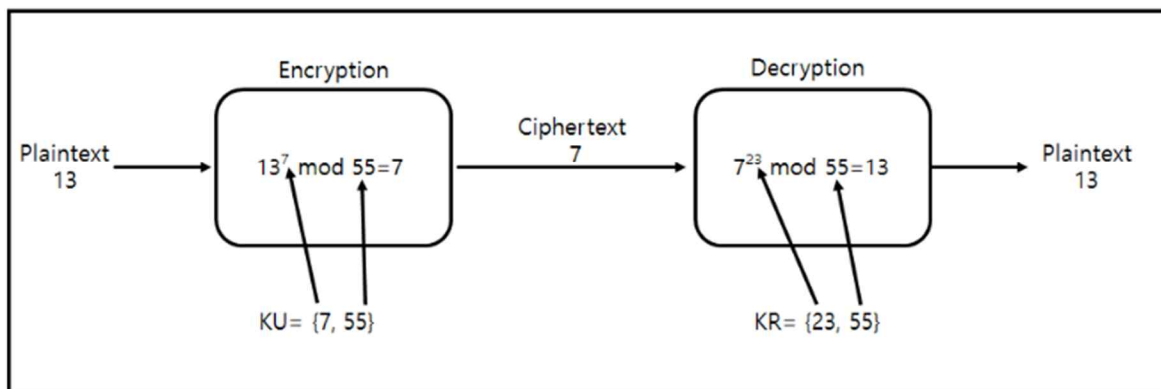 Encryption
Decryption
Plaintext
13
13⁷ mod 55=7
Ciphertext
7
7²³ mod 55=13
Plaintext
13
KU= {7, 55}
KR= {23, 55}